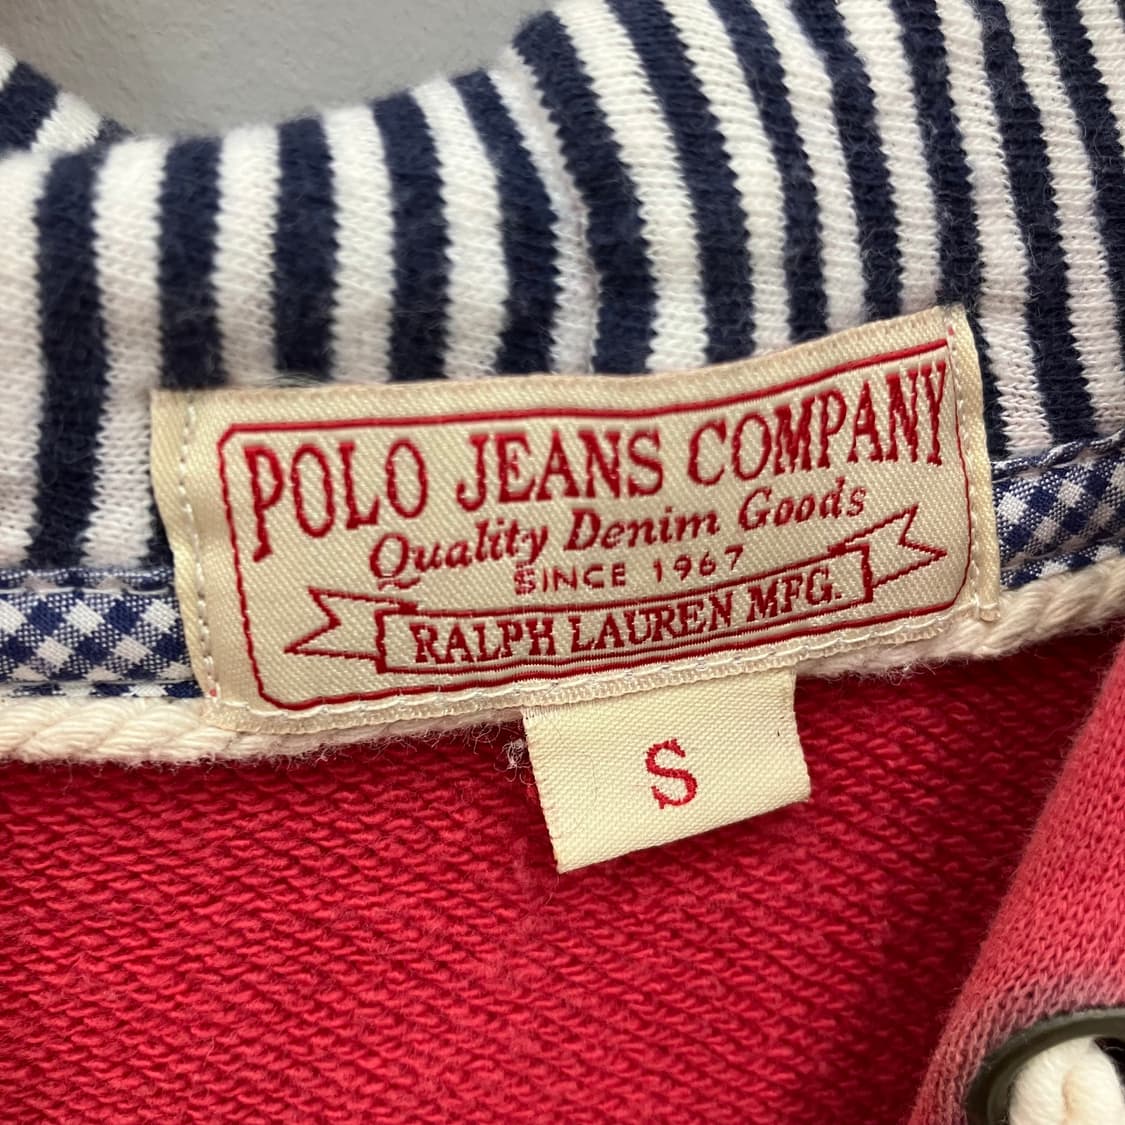 POLO JEANS COMPANY
Quality Denim Goods
SINCE 1967
RALPH LAUREN MFG.
S